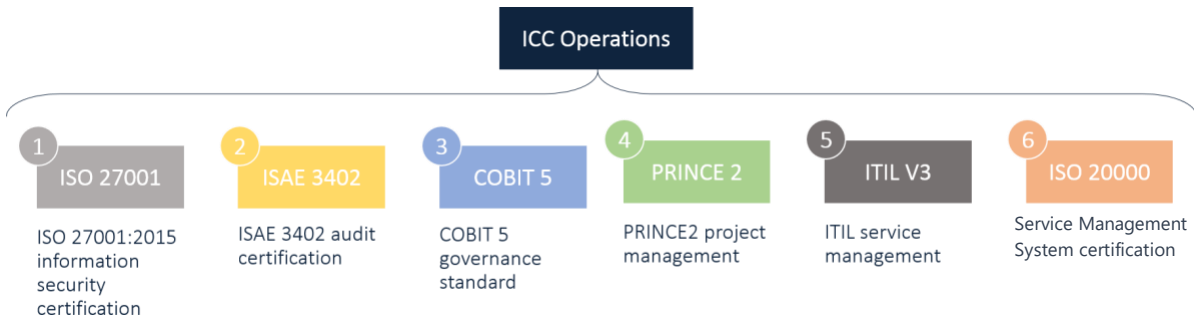 ICC Operations
1
ISO 27001
ISO 27001:2015
information
security
certification
2
ISAE 3402
ISAE 3402 audit
certification
3
COBIT 5
COBIT 5
governance
standard
4
PRINCE 2
PRINCE2 project
management
5
ITIL V3
ITIL service
management
6
ISO 20000
Service Management
System certification